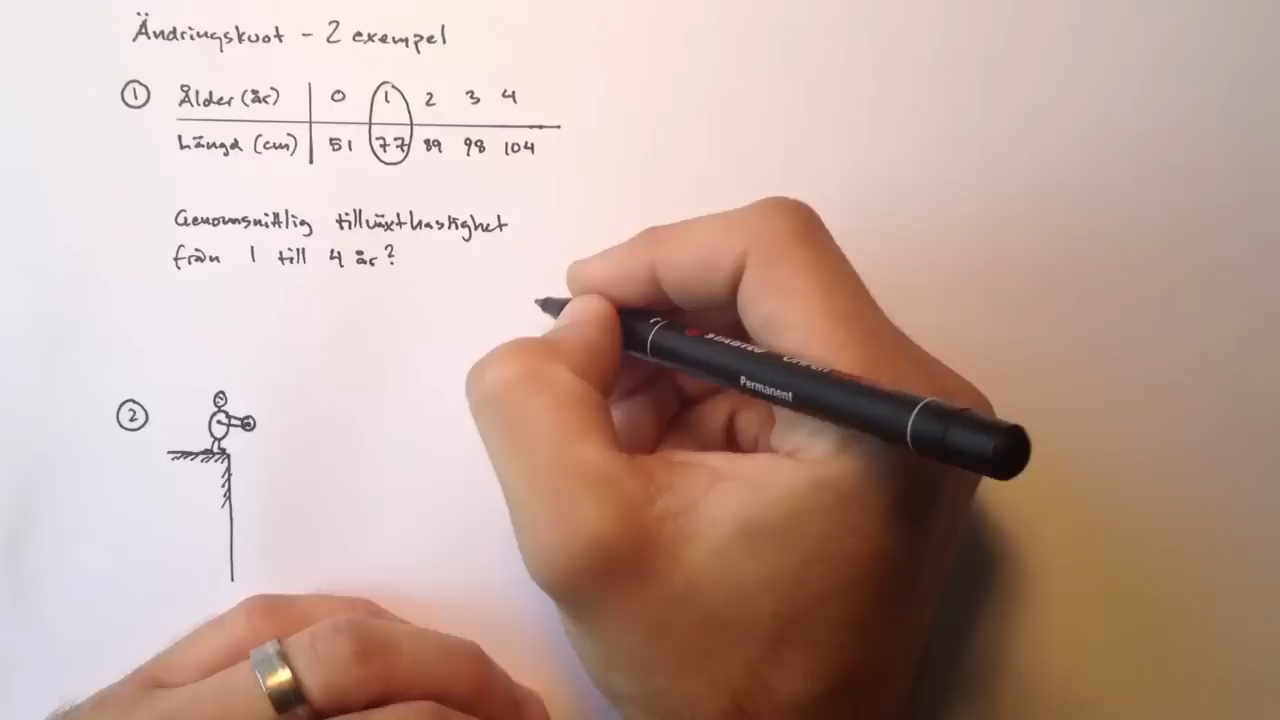 Ändringskvot - 2 exempel
1 Ålder (år) 0 1 2 3 4
Längd (cm) 51 77 89 98 104
Genomsnittlig tillväxthastighet
från 1 till 4 år?
2
STAEDTLER
Permanent